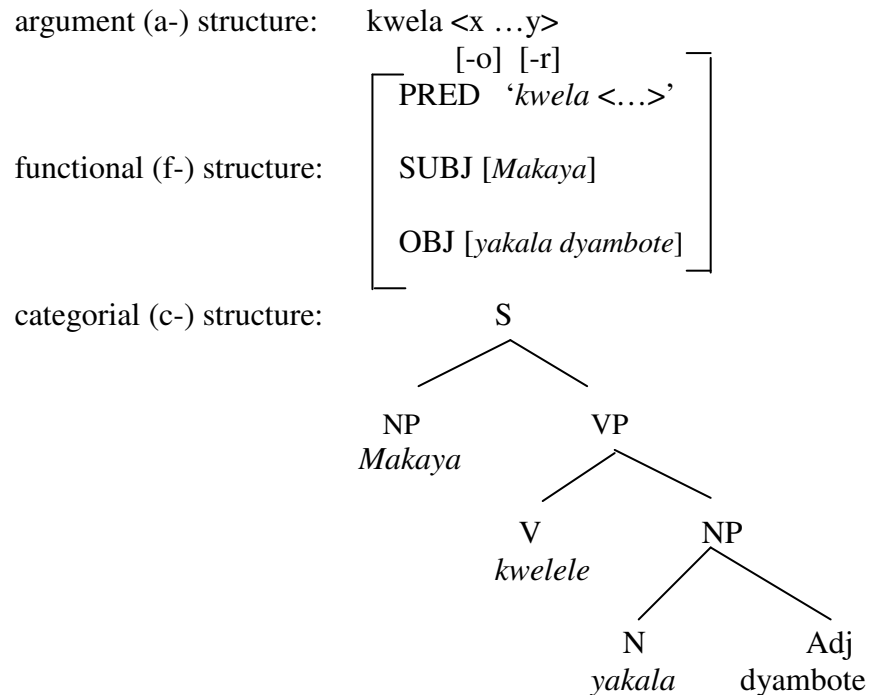 argument (a-) structure: kwela <x …y>
[-o] [-r]
PRED ‘kwela <…>’
functional (f-) structure: SUBJ [Makaya]
OBJ [yakala dyambote]
categorial (c-) structure: S
NP VP
Makaya
V NP
kwelele
N Adj
yakala dyambote